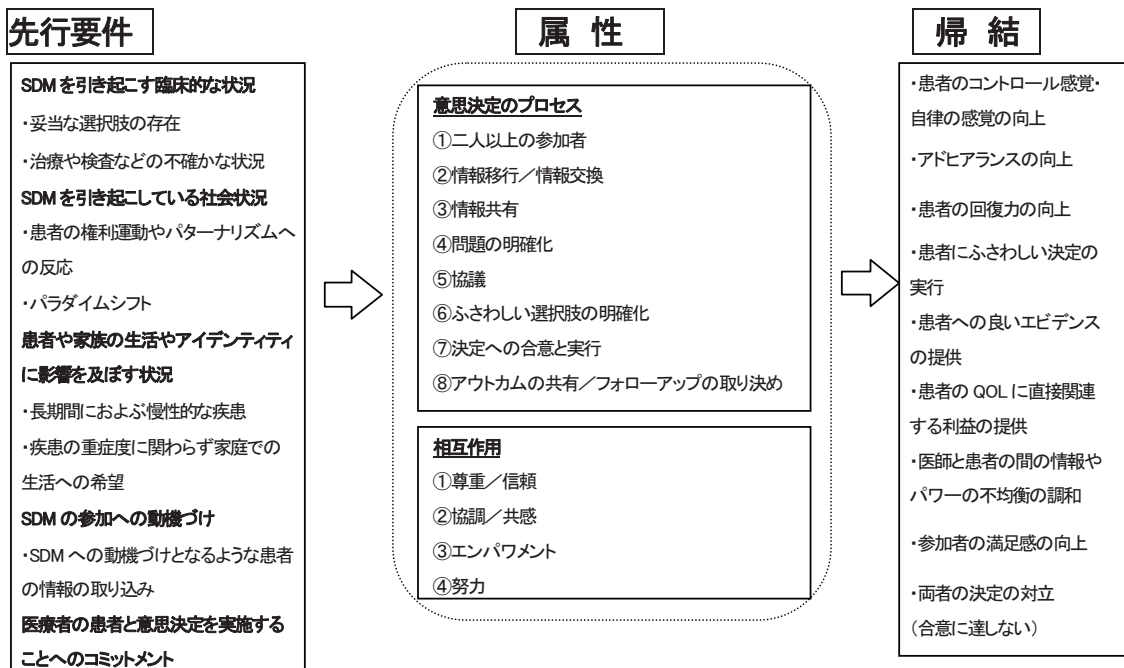 先行要件
SDMを引き起こす臨床的な状況
・妥当な選択肢の存在
・治療や検査などの不確かな状況
SDMを引き起こしている社会状況
・患者の権利運動やパターナリズムへ
の反応
・パラダイムシフト
患者や家族の生活やアイデンティティ
に影響を及ぼす状況
・長期間におよぶ慢性的な疾患
・疾患の重症度に関わらず家庭での
生活への希望
SDMの参加への動機づけ
・SDMへの動機づけとなるような患者
の情報の取り込み
医療者の患者と意思決定を実施する
ことへのコミットメント
属 性
意思決定のプロセス
①二人以上の参加者
②情報移行／情報交換
③情報共有
④問題の明確化
⑤協議
⑥ふさわしい選択肢の明確化
⑦決定への合意と実行
⑧アウトカムの共有／フォローアップの取り決め
相互作用
①尊重／信頼
②協調／共感
③エンパワメント
④努力
帰 結
・患者のコントロール感覚・
自律の感覚の向上
・アドヒアランスの向上
・患者の回復力の向上
・患者にふさわしい決定の
実行
・患者への良いエビデンス
の提供
・患者のQOLに直接関連
する利益の提供
・医師と患者の間の情報や
パワーの不均衡の調和
・参加者の満足感の向上
・両者の決定の対立
（合意に達しない）